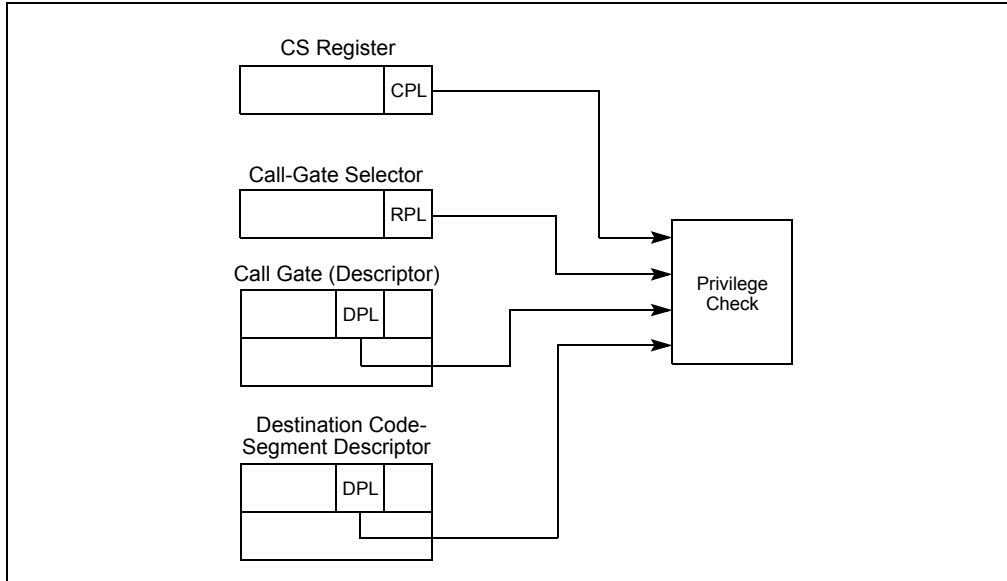 CS Register
CPL
Call-Gate Selector
RPL
Call Gate (Descriptor)
DPL
Privilege
Check
Destination Code-
Segment Descriptor
DPL